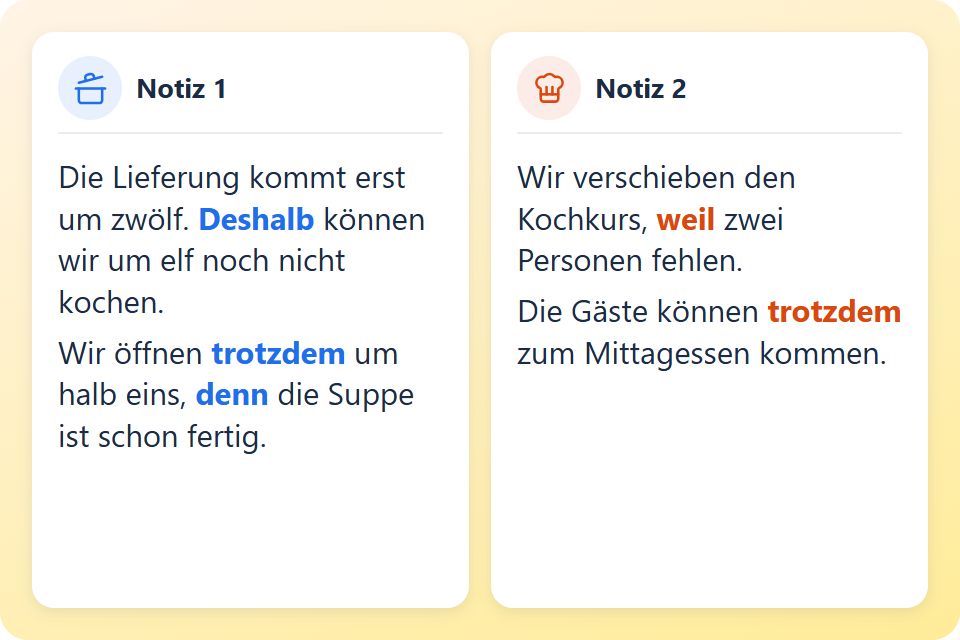 Notiz 1
Die Lieferung kommt erst
um zwölf. Deshalb können
wir um elf noch nicht
kochen.
Wir öffnen trotzdem um
halb eins, denn die Suppe
ist schon fertig.
Notiz 2
Wir verschieben den
Kochkurs, weil zwei
Personen fehlen.
Die Gäste können trotzdem
zum Mittagessen kommen.